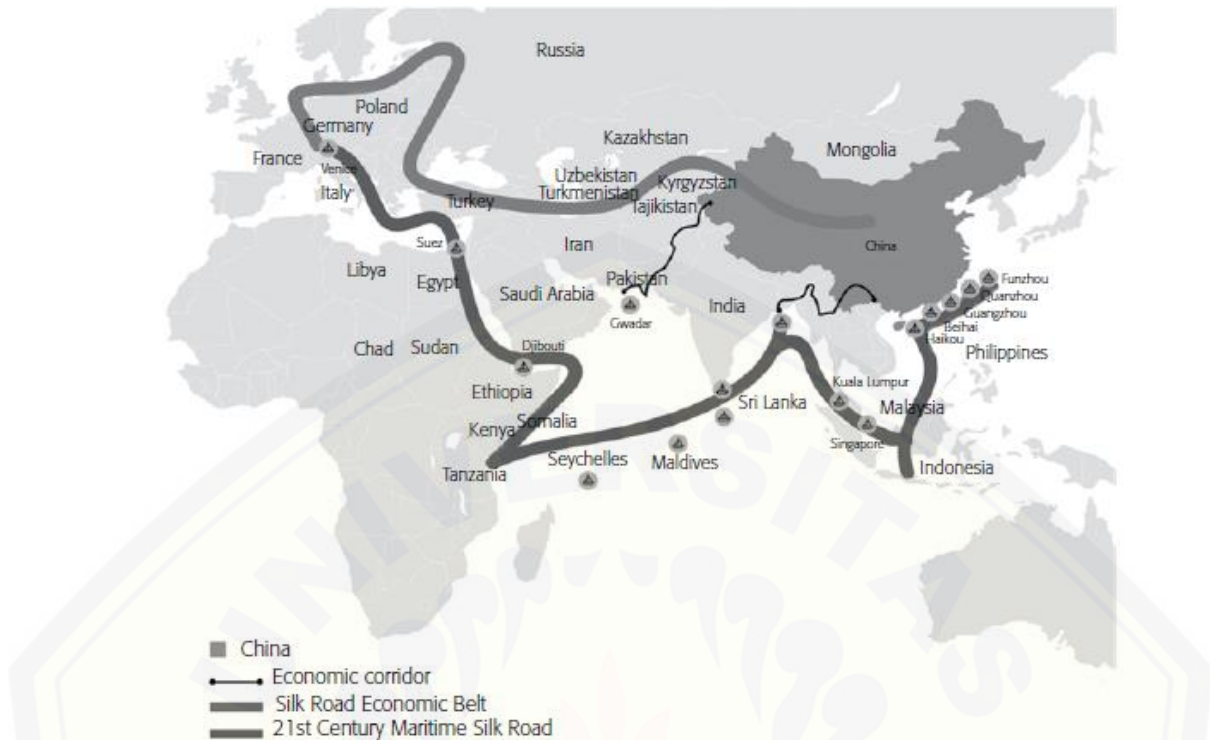 Russia
Poland
Germany
Kazakhstan
Mongolia
France
Venice
Uzbekistan
Kyrgyzstan
Italy
Turkmenistan
Turkey
Tajikistan
Suez
Iran
China
Libya
Egypt
Pakistan
Funzhou
Saudi Arabia
India
Quanzhou
Gwadar
Guangzhou
Beihai
Haikou
Chad
Sudan
Djibouti
Philippines
Ethiopia
Kuala Lumpur
Sri Lanka
Malaysia
Somalia
Kenya
Singapore
Seychelles
Maldives
Tanzania
Indonesia
UNIVERSITAS
China
Economic corridor
Silk Road Economic Belt
21st Century Maritime Silk Road